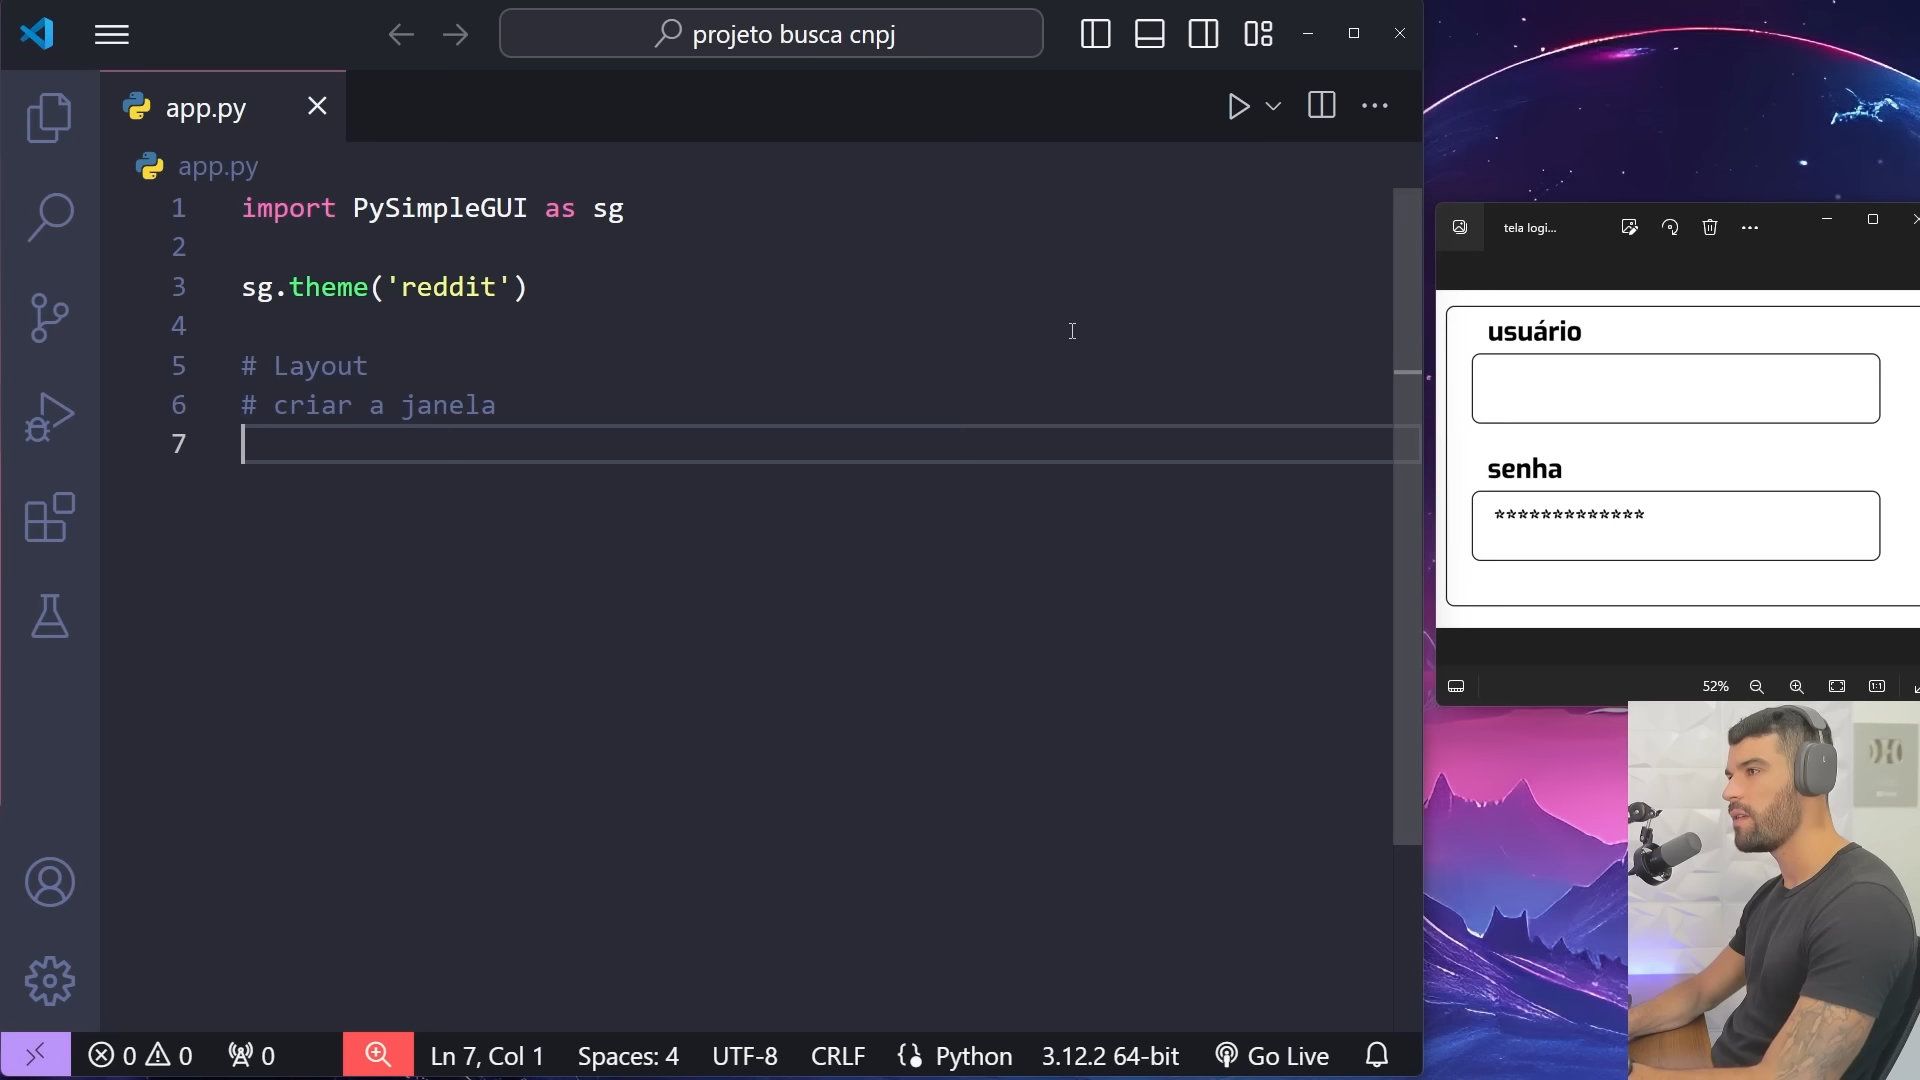 projeto busca cnpj
app.py
app.py
1 import PySimpleGUI as sg
2
3 sg.theme('reddit')
4
5 # Layout
6 # criar a janela
7
0 0 0 Ln 7, Col 1 Spaces: 4 UTF-8 CRLF Python 3.12.2 64-bit Go Live
tela logi...
usuário
senha
*************
52%
1:1